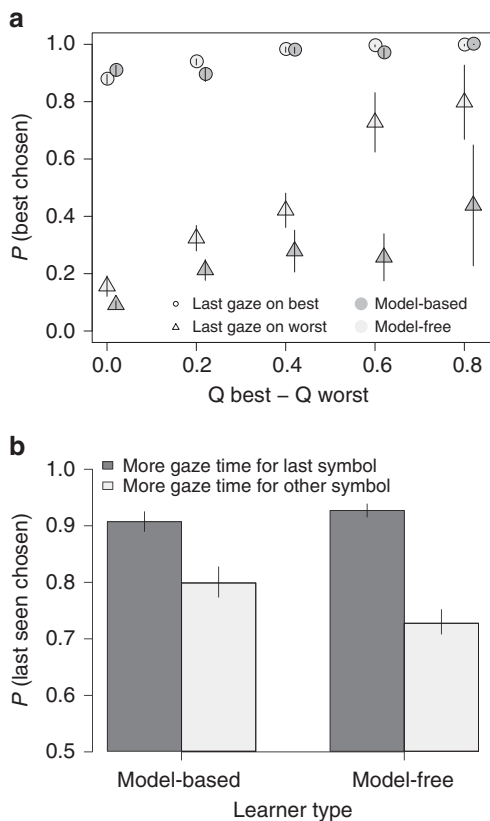 a
1.0
0.8
0.6
0.4
0.2
0.0
P (best chosen)
Last gaze on best
Model-based
Last gaze on worst
Model-free
0.0 0.2 0.4 0.6 0.8
Q best – Q worst
b
More gaze time for last symbol
More gaze time for other symbol
1.0
0.9
0.8
0.7
0.6
0.5
P (last seen chosen)
Model-based Model-free
Learner type